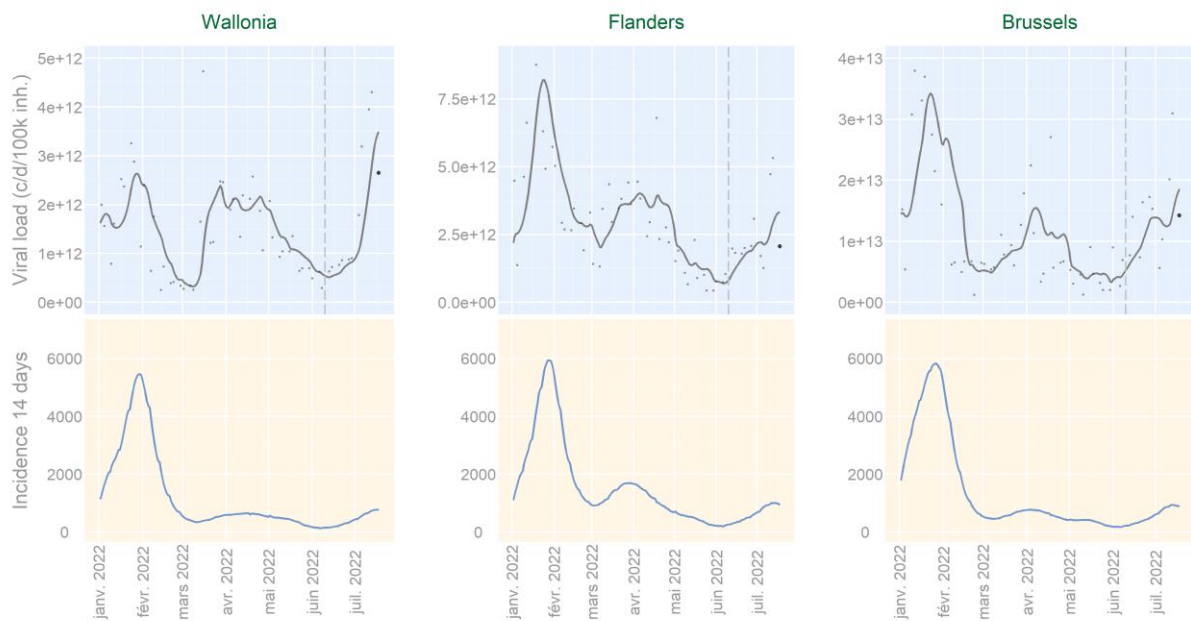 Wallonia
Flanders
Brussels
Viral load (c/d/100k inh.)
5e+12
4e+12
3e+12
2e+12
1e+12
0e+00
7.5e+12
5.0e+12
2.5e+12
0.0e+00
4e+13
3e+13
2e+13
1e+13
0e+00
Incidence 14 days
6000
4000
2000
0
6000
4000
2000
0
6000
4000
2000
0
janv. 2022
févr. 2022
mars 2022
avr. 2022
mai 2022
juin 2022
juil. 2022
janv. 2022
févr. 2022
mars 2022
avr. 2022
mai 2022
juin 2022
juil. 2022
janv. 2022
févr. 2022
mars 2022
avr. 2022
mai 2022
juin 2022
juil. 2022